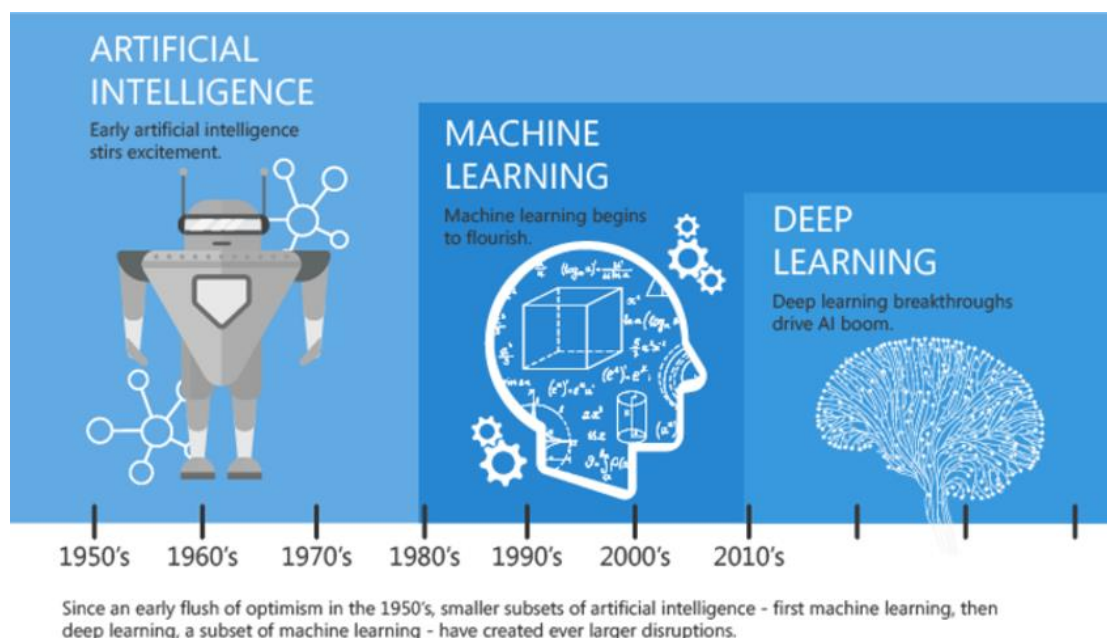 ARTIFICIAL
INTELLIGENCE
Early artificial intelligence
stirs excitement.
MACHINE
LEARNING
Machine learning begins
to flourish.
DEEP
LEARNING
Deep learning breakthroughs
drive AI boom.
1950's 1960's 1970's 1980's 1990's 2000's 2010's
Since an early flush of optimism in the 1950's, smaller subsets of artificial intelligence - first machine learning, then
deep learning, a subset of machine learning - have created ever larger disruptions.